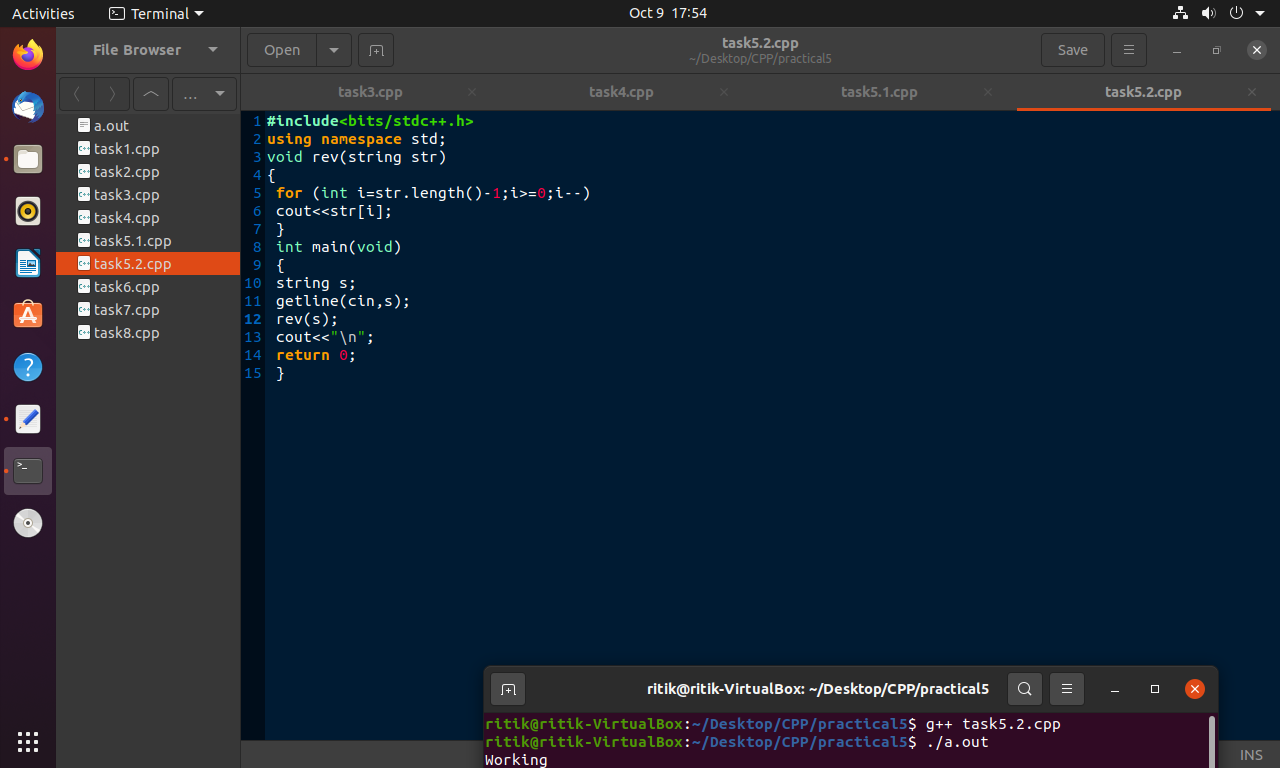 Activities Terminal Oct 9 17:54
File Browser Open task5.2.cpp Save
~/Desktop/CPP/practical5
... task3.cpp task4.cpp task5.1.cpp task5.2.cpp
a.out
task1.cpp
task2.cpp
task3.cpp
task4.cpp
task5.1.cpp
task5.2.cpp
task6.cpp
task7.cpp
task8.cpp
1 #include<bits/stdc++.h>
2 using namespace std;
3 void rev(string str)
4 {
5 for (int i=str.length()-1;i>=0;i--)
6 cout<<str[i];
7 }
8 int main(void)
9 {
10 string s;
11 getline(cin,s);
12 rev(s);
13 cout<<"\n";
14 return 0;
15 }
ritik@ritik-VirtualBox: ~/Desktop/CPP/practical5
ritik@ritik-VirtualBox:~/Desktop/CPP/practical5$ g++ task5.2.cpp
ritik@ritik-VirtualBox:~/Desktop/CPP/practical5$ ./a.out
Working
INS